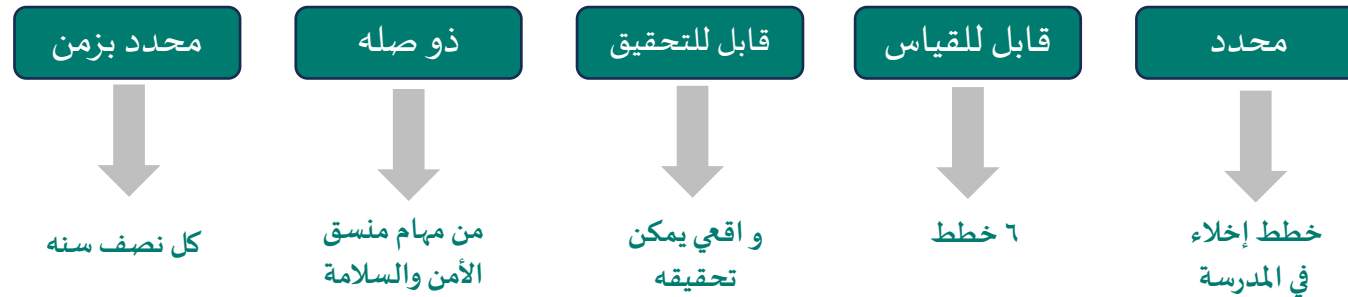 محدد
قابل للقياس
قابل للتحقيق
ذو صله
محدد بزمن
خطط إخلاء
في المدرسة
٦ خطط
و اقعي يمكن
تحقيقه
من مهام منسق
الأمن والسلامة
كل نصف سنه